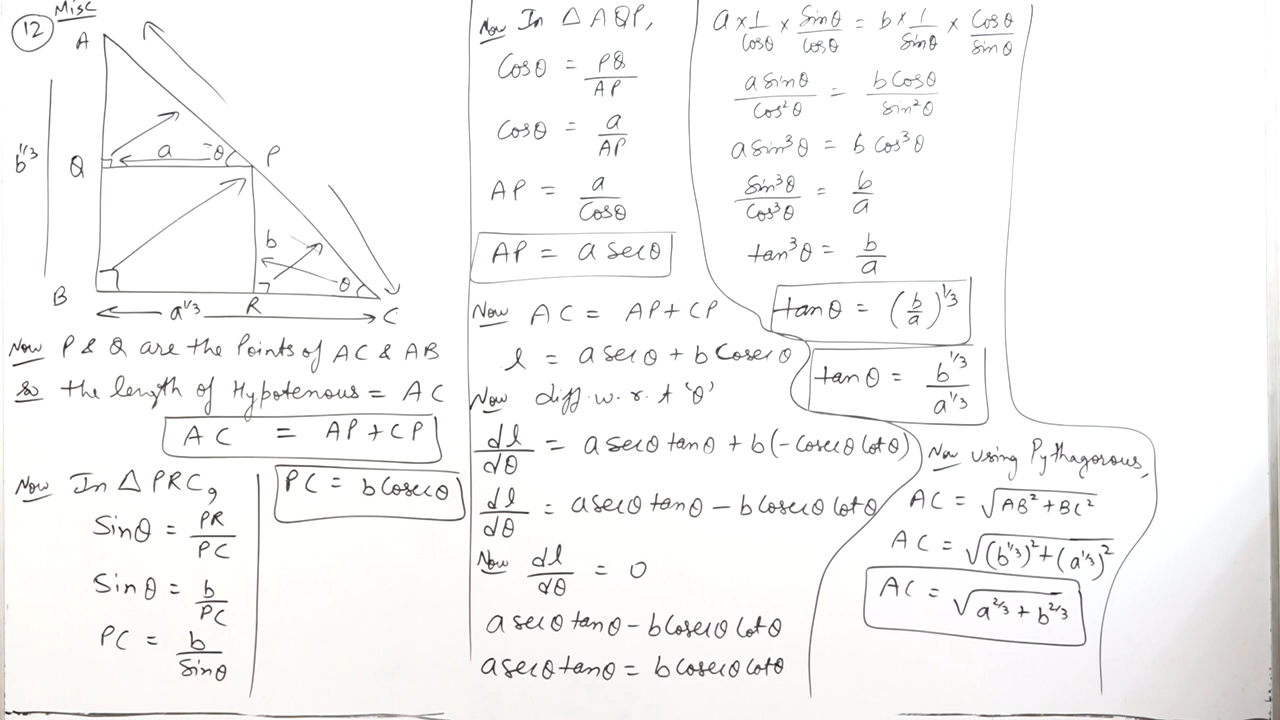 12 Misc
A
b^1/3
Q
a
θ
P
b
θ
B
a^1/3
R
C
Now P & Q are the Points of AC & AB
so the length of Hypotenous = AC
AC = AP + CP
Now In △ PRC,
Sinθ = PR/PC
Sinθ = b/PC
PC = b/Sinθ
PC = b Cosecθ
Now In △ AQP,
Cosθ = PQ/AP
Cosθ = a/AP
AP = a/Cosθ
AP = a secθ
Now AC = AP + CP
l = a secθ + b Cosecθ
Now diff. w. r. t 'θ'
dl/dθ = a secθ tanθ + b(-Cosecθ Cotθ)
dl/dθ = a secθ tanθ - b Cosecθ Cotθ
Now dl/dθ = 0
a secθ tanθ - b Cosecθ Cotθ
a secθ tanθ = b Cosecθ Cotθ
a × 1/Cosθ × Sinθ/Cosθ = b × 1/Sinθ × Cosθ/Sinθ
a Sinθ/Cos²θ = b Cosθ/Sin²θ
a Sin³θ = b Cos³θ
Sin³θ/Cos³θ = b/a
tan³θ = b/a
tanθ = (b/a)^1/3
tanθ = b^1/3/a^1/3
Now using Pythagorous,
AC = √(AB² + BC²)
AC = √((b^1/3)² + (a^1/3)²)
AC = √(a^2/3 + b^2/3)